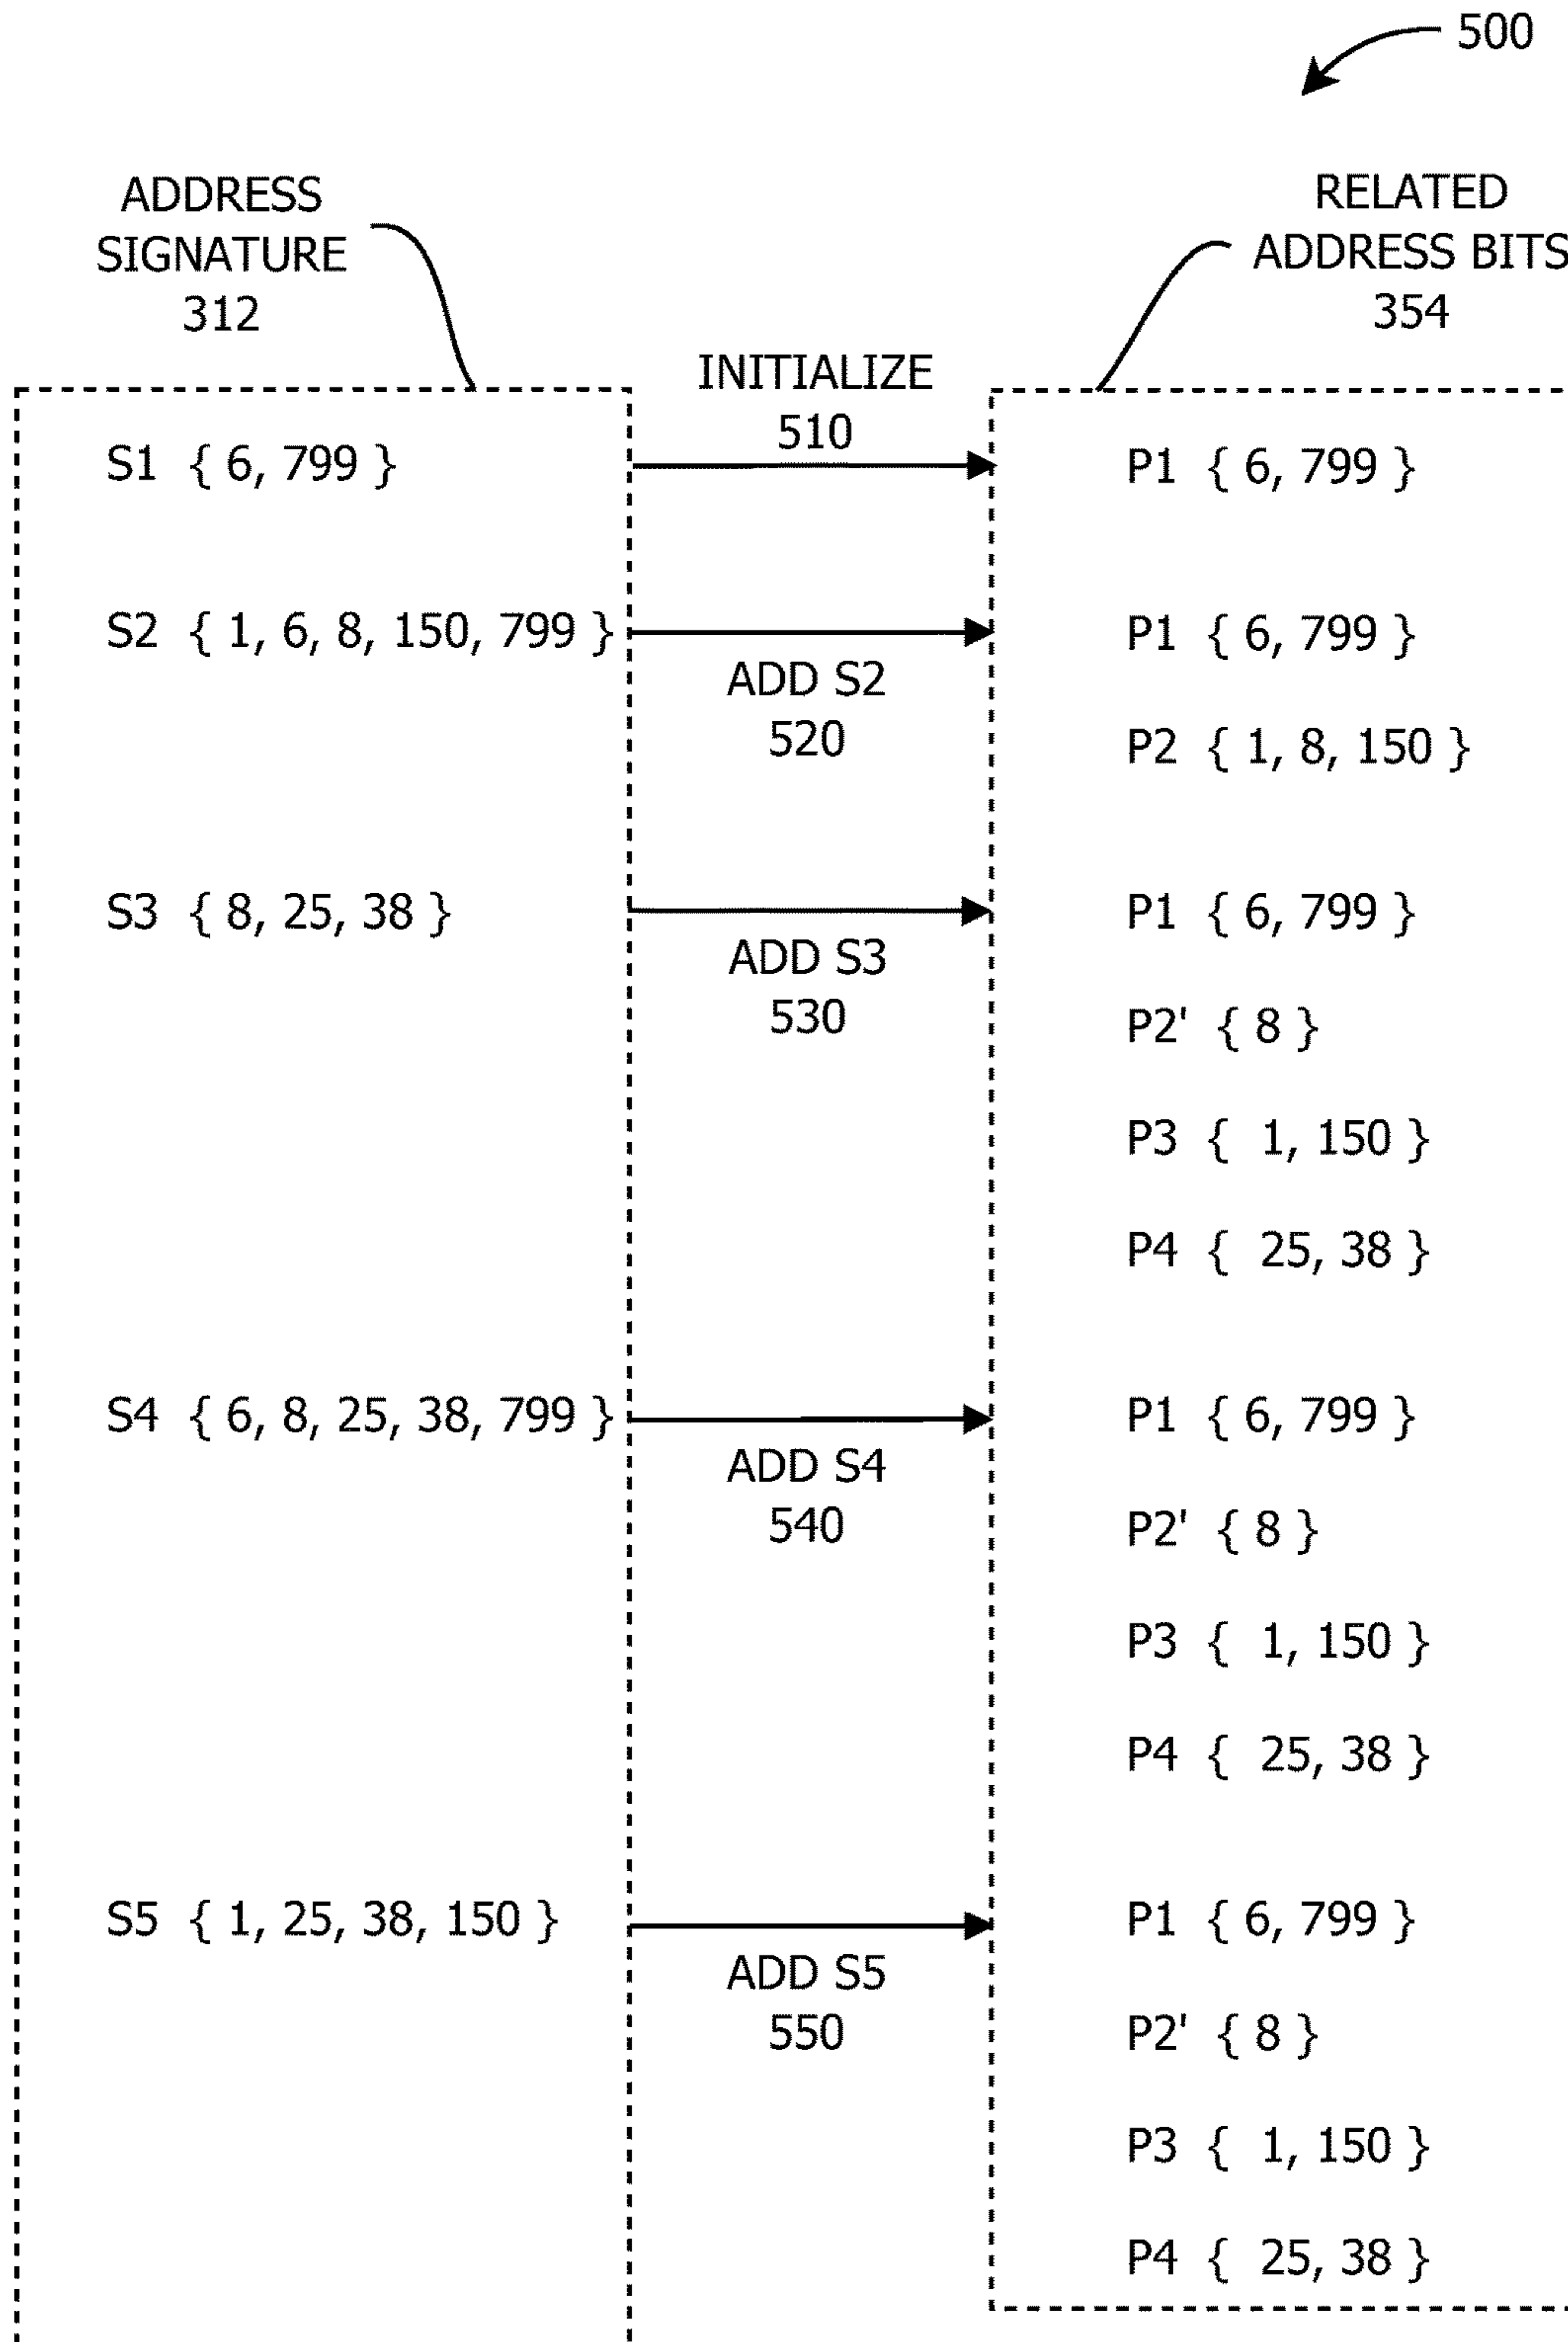 500
ADDRESS
SIGNATURE
312
RELATED
ADDRESS BITS
354
INITIALIZE
510
S1 { 6, 799 }
P1 { 6, 799 }
S2 { 1, 6, 8, 150, 799 }
ADD S2
520
P1 { 6, 799 }
P2 { 1, 8, 150 }
S3 { 8, 25, 38 }
ADD S3
530
P1 { 6, 799 }
P2' { 8 }
P3 { 1, 150 }
P4 { 25, 38 }
S4 { 6, 8, 25, 38, 799 }
ADD S4
540
P1 { 6, 799 }
P2' { 8 }
P3 { 1, 150 }
P4 { 25, 38 }
S5 { 1, 25, 38, 150 }
ADD S5
550
P1 { 6, 799 }
P2' { 8 }
P3 { 1, 150 }
P4 { 25, 38 }